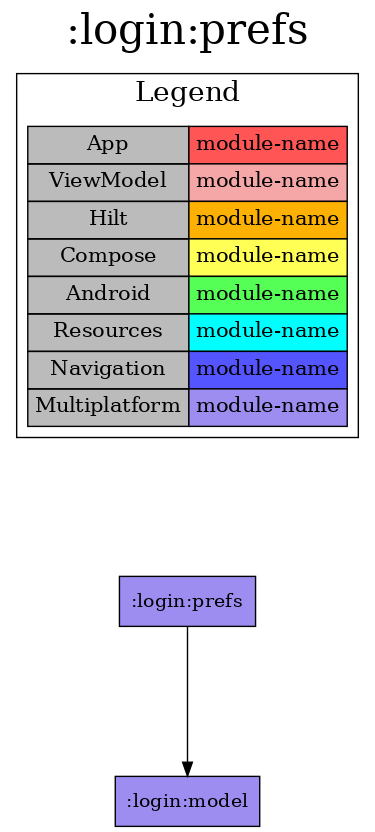 :login:prefs
Legend
App module-name
ViewModel module-name
Hilt module-name
Compose module-name
Android module-name
Resources module-name
Navigation module-name
Multiplatform module-name
:login:prefs
:login:model